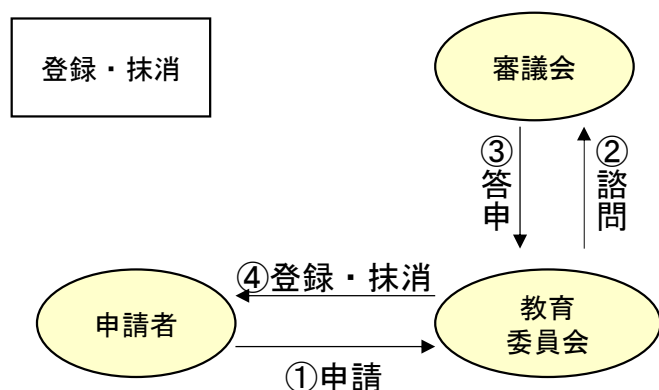 登録・抹消
審議会
③答申
②諮問
④登録・抹消
申請者
教育
委員会
①申請